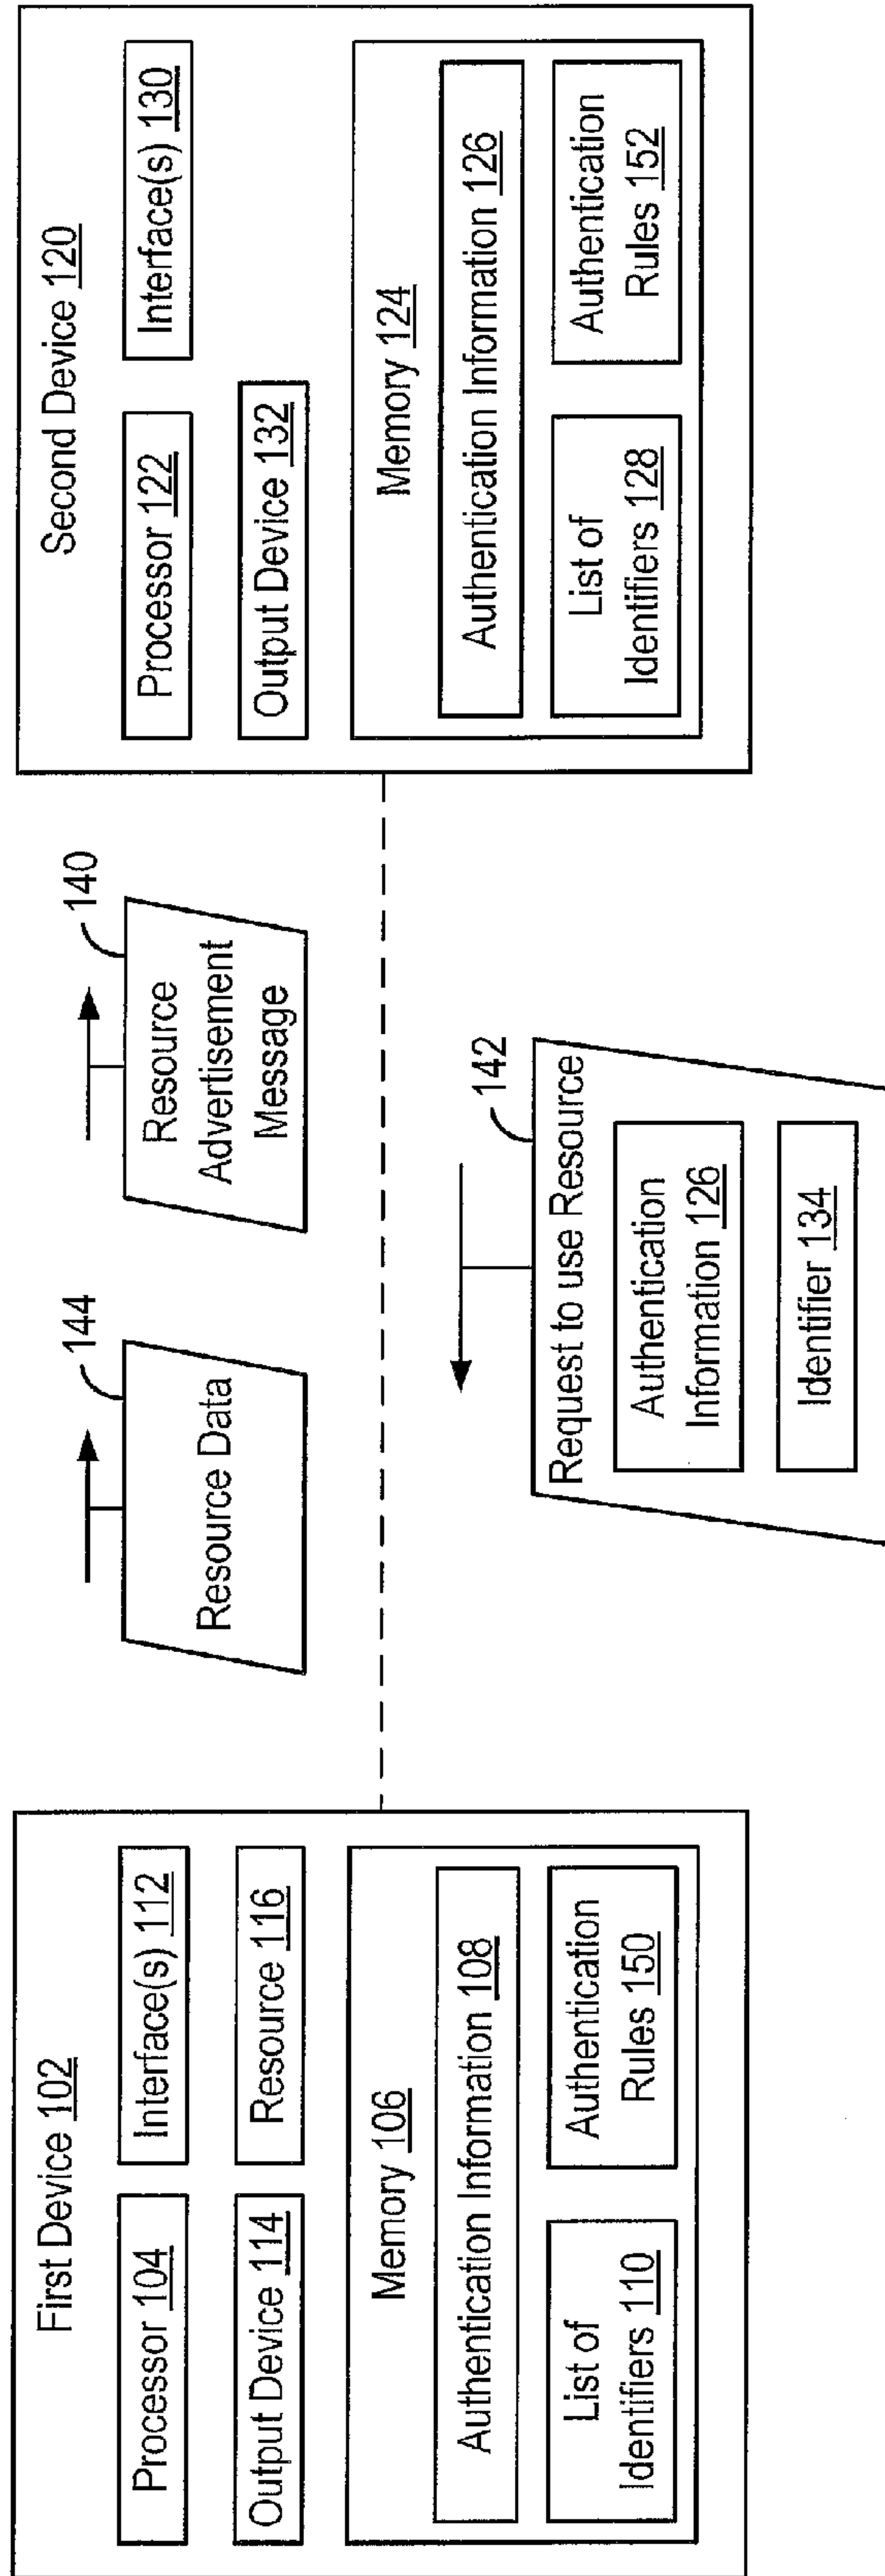 First Device 102
Processor 104
Interface(s) 112
Output Device 114
Resource 116
Memory 106
Authentication Information 108
List of
Identifiers 110
Authentication
Rules 150
144
Resource Data
140
Resource
Advertisement
Message
142
Request to use Resource
Authentication
Information 126
Identifier 134
Second Device 120
Processor 122
Interface(s) 130
Output Device 132
Memory 124
Authentication Information 126
List of
Identifiers 128
Authentication
Rules 152